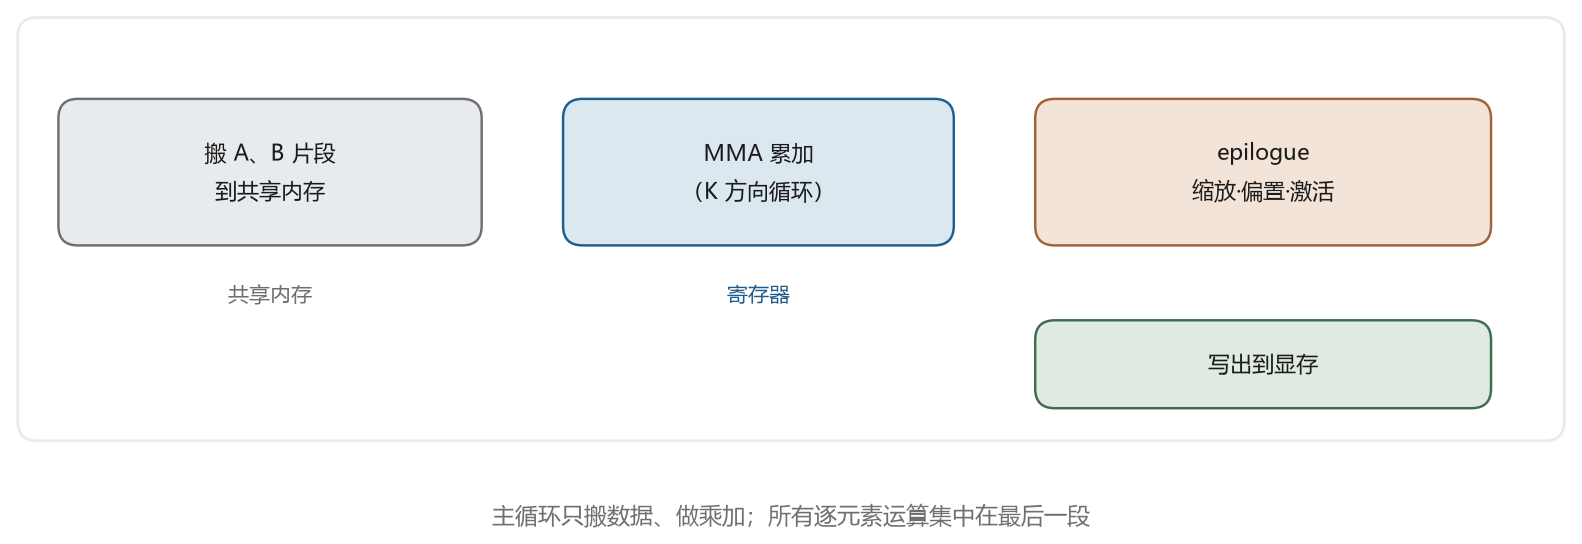 搬 A、B 片段
到共享内存
共享内存
MMA 累加
（K 方向循环）
寄存器
epilogue
缩放·偏置·激活
写出到显存
主循环只搬数据、做乘加；所有逐元素运算集中在最后一段